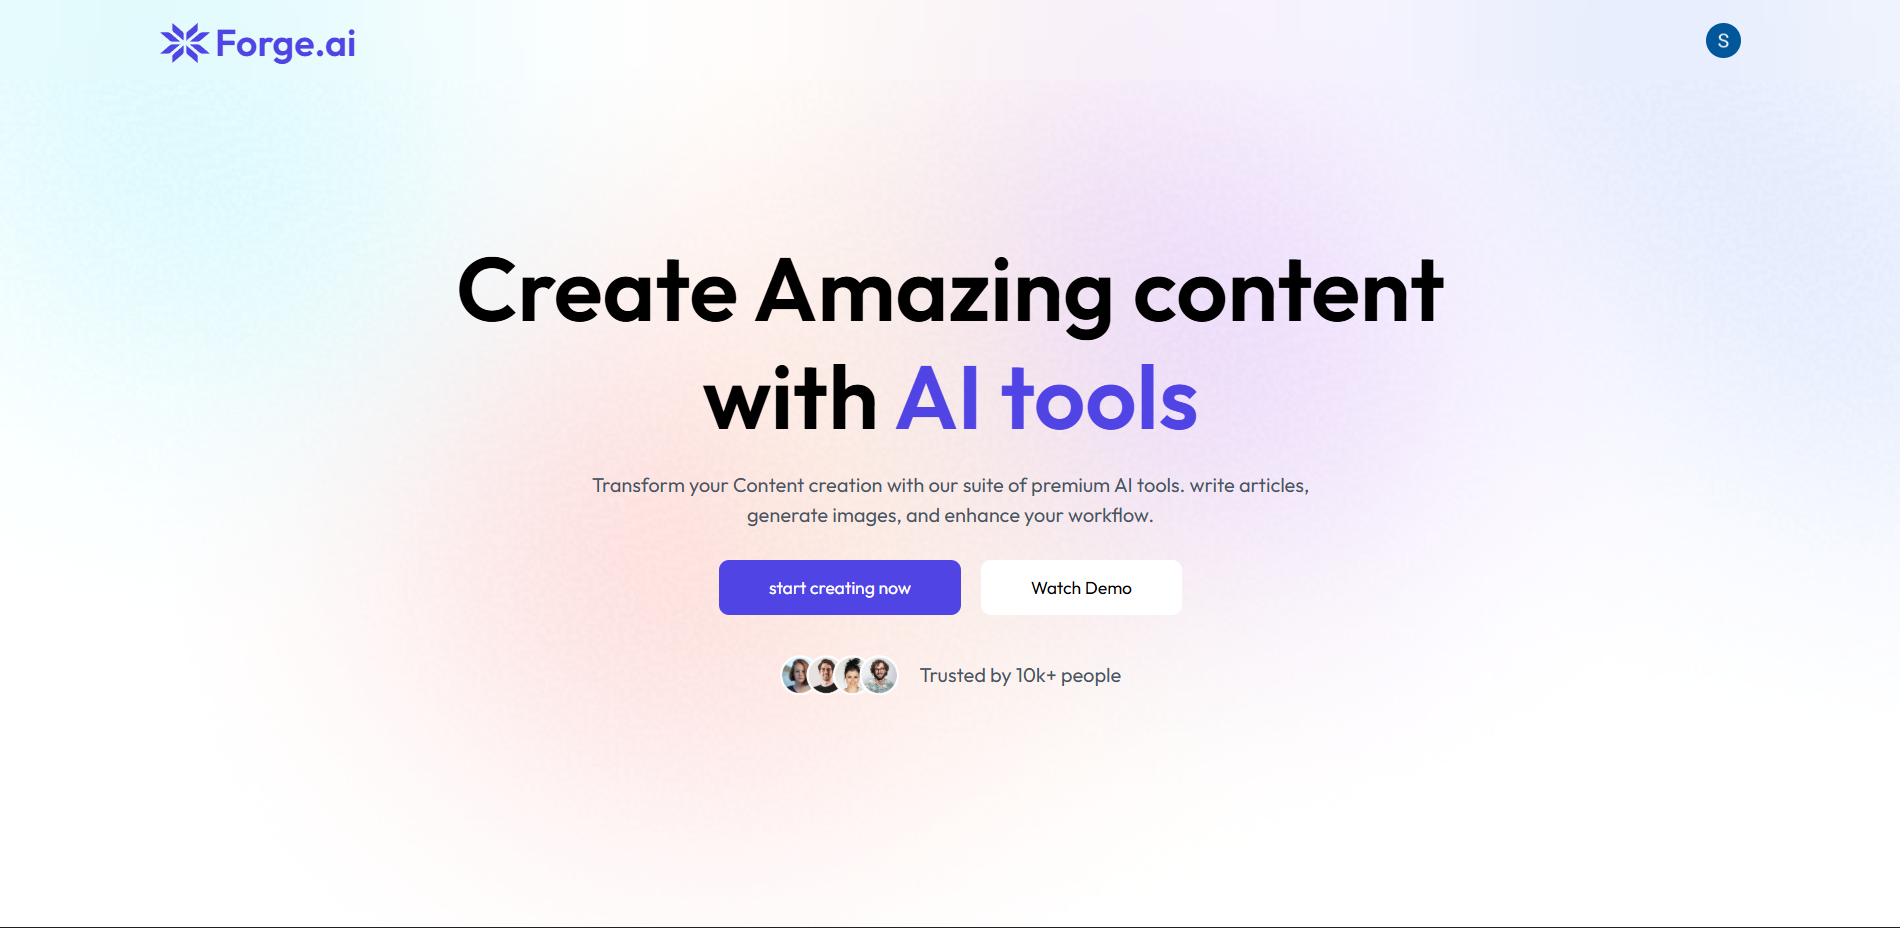 Forge.ai
S
Create Amazing content
with AI tools
Transform your Content creation with our suite of premium AI tools. write articles,
generate images, and enhance your workflow.
start creating now
Watch Demo
Trusted by 10k+ people